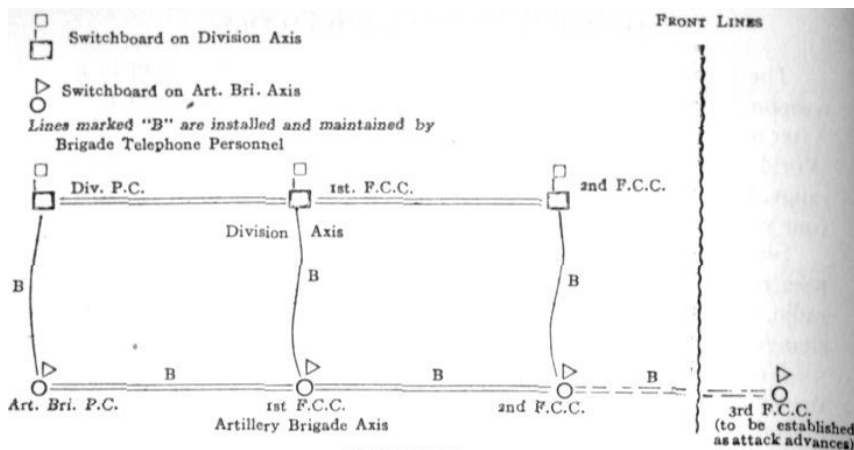 FRONT LINES
Switchboard on Division Axis
Switchboard on Art. Bri. Axis
Lines marked "B" are installed and maintained by
Brigade Telephone Personnel
Div. P.C.
1st. F.C.C.
2nd F.C.C.
Division Axis
B
B
B
B
B
B
Art. Bri. P.C.
1st F.C.C.
2nd F.C.C.
3rd F.C.C.
Artillery Brigade Axis
(to be established
as attack advances)